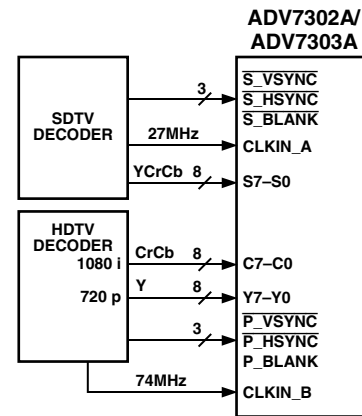 ADV7302A/
ADV7303A
SDTV
DECODER
3
S_VSYNC
S_HSYNC
S_BLANK
27MHz
CLKIN_A
YCrCb 8
S7–S0
HDTV
DECODER
1080 i
CrCb 8
C7–C0
720 p
Y 8
Y7–Y0
3
P_VSYNC
P_HSYNC
P_BLANK
74MHz
CLKIN_B